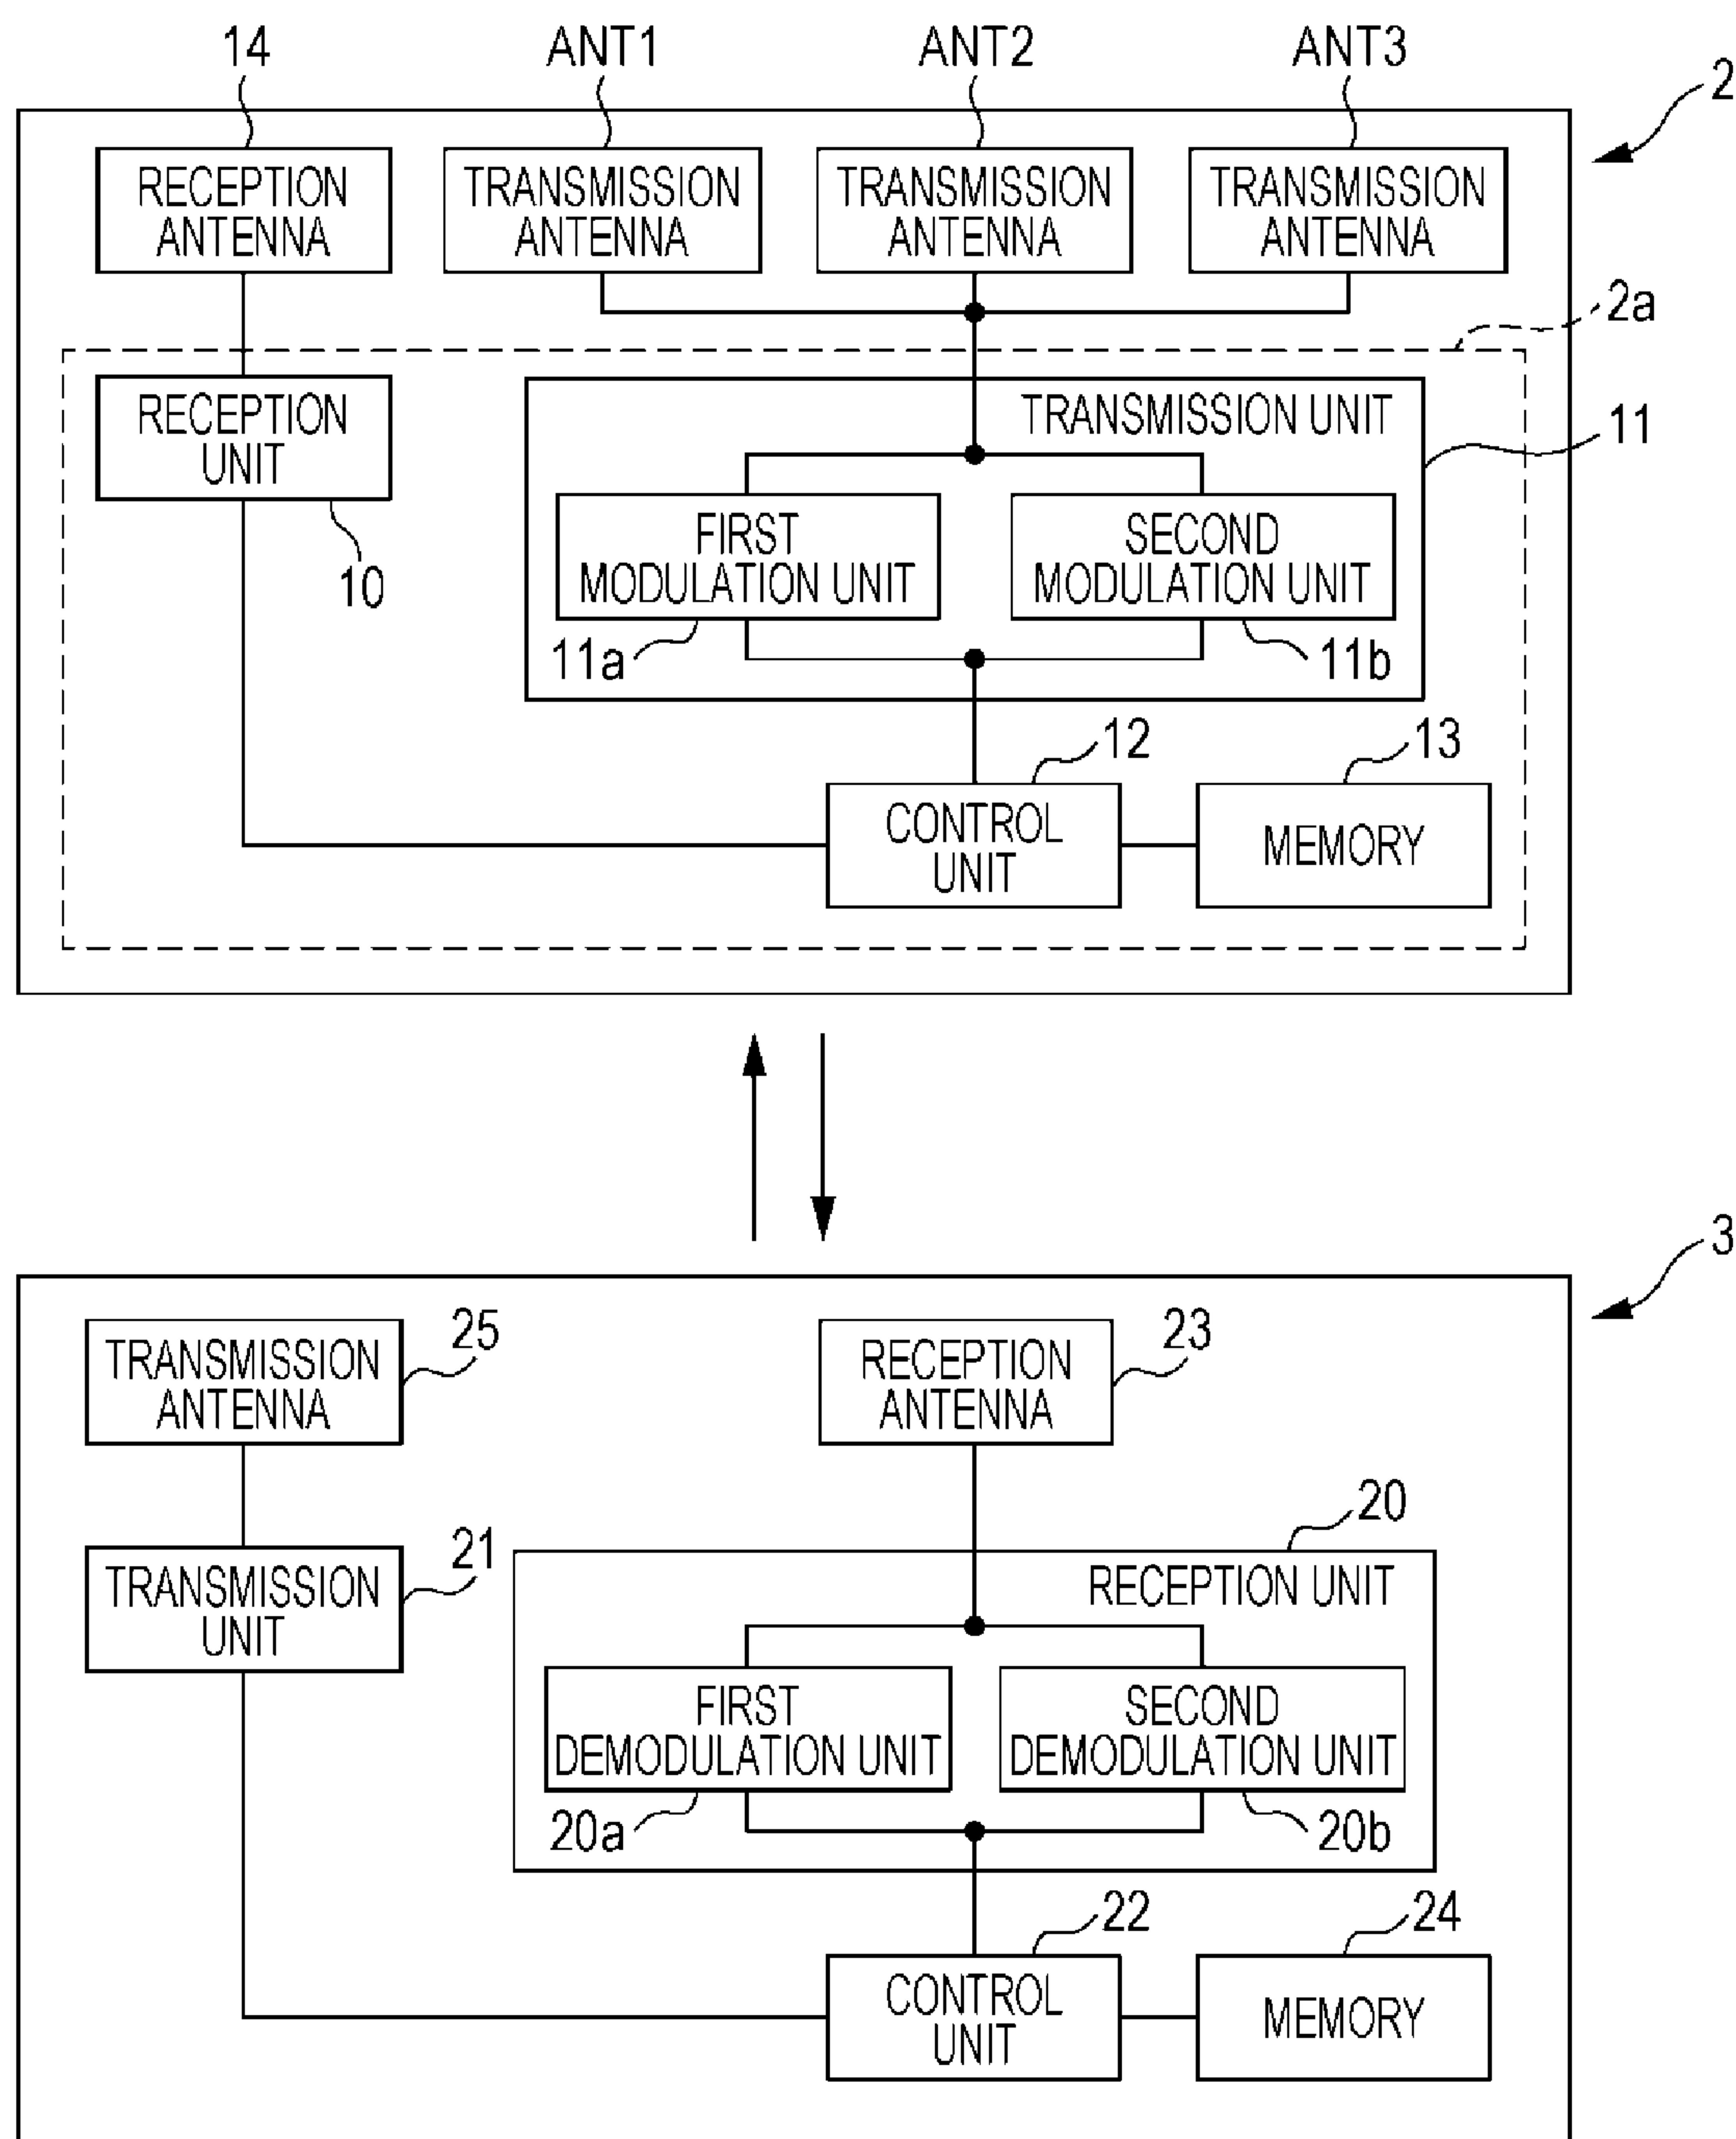 14
ANT1
ANT2
ANT3
2
RECEPTION
ANTENNA
TRANSMISSION
ANTENNA
TRANSMISSION
ANTENNA
TRANSMISSION
ANTENNA
2a
RECEPTION
UNIT
TRANSMISSION UNIT
11
10
FIRST
MODULATION UNIT
SECOND
MODULATION UNIT
11a
11b
12
13
CONTROL
UNIT
MEMORY
3
25
23
TRANSMISSION
ANTENNA
RECEPTION
ANTENNA
20
21
TRANSMISSION
UNIT
RECEPTION UNIT
FIRST
DEMODULATION UNIT
SECOND
DEMODULATION UNIT
20a
20b
22
24
CONTROL
UNIT
MEMORY